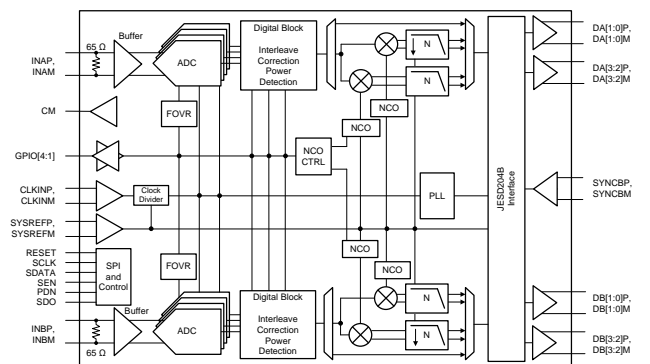 65 Ω
Buffer
INAP,
INAM
ADC
Digital Block
Interleave
Correction
Power
Detection
N
N
DA[1:0]P,
DA[1:0]M
DA[3:2]P,
DA[3:2]M
CM
FOVR
NCO
NCO
GPIO[4:1]
NCO
CTRL
CLKINP,
CLKINM
Clock
Divider
PLL
JESD204B
Interface
SYNCBP,
SYNCBM
SYSREFP,
SYSREFM
RESET
SCLK
SDATA
SEN
PDN
SDO
SPI
and
Control
FOVR
NCO
NCO
Buffer
INBP,
INBM
65 Ω
ADC
Digital Block
Interleave
Correction
Power
Detection
N
N
DB[1:0]P,
DB[1:0]M
DB[3:2]P,
DB[3:2]M